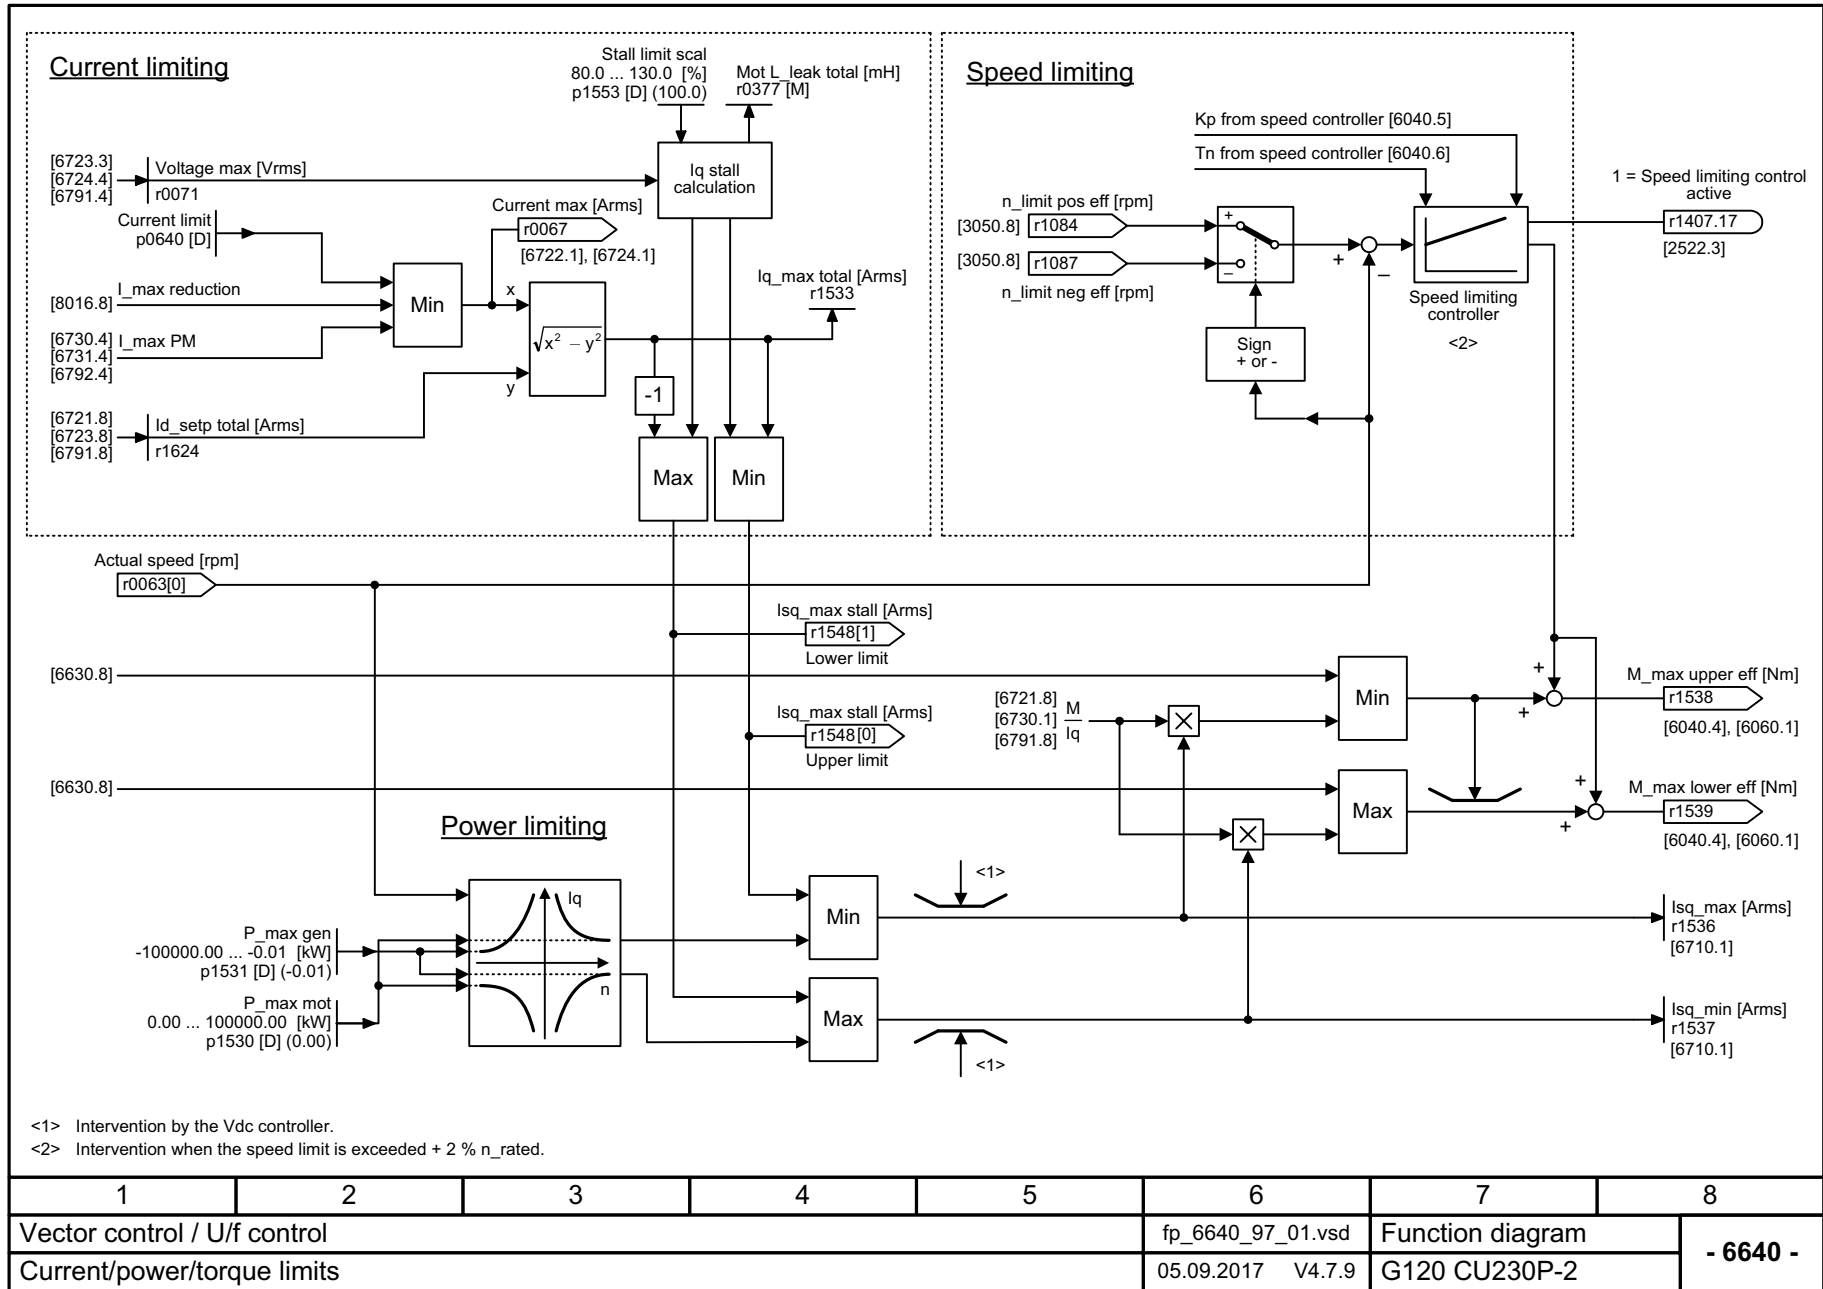 Current limiting
Stall limit scal
80.0 ... 130.0 [%]
p1553 [D] (100.0)
Mot L_leak total [mH]
r0377 [M]
[6723.3]
[6724.4]
[6791.4]
Voltage max [Vrms]
r0071
Iq stall
calculation
Current limit
p0640 [D]
Current max [Arms]
r0067
[6722.1], [6724.1]
I_max reduction
[8016.8]
Min
x
y
√x² – y²
Iq_max total [Arms]
r1533
[6730.4]
[6731.4]
[6792.4]
I_max PM
-1
[6721.8]
[6723.8]
[6791.8]
Id_setp total [Arms]
r1624
Max
Min
Speed limiting
Kp from speed controller [6040.5]
Tn from speed controller [6040.6]
n_limit pos eff [rpm]
[3050.8]
r1084
[3050.8]
r1087
n_limit neg eff [rpm]
+
–
+
–
Sign
+ or -
Speed limiting
controller
<2>
1 = Speed limiting control
active
r1407.17
[2522.3]
Actual speed [rpm]
r0063[0]
Isq_max stall [Arms]
r1548[1]
Lower limit
[6630.8]
Isq_max stall [Arms]
r1548[0]
Upper limit
[6721.8]
[6730.1]
[6791.8]
M
Iq
×
Min
+
+
M_max upper eff [Nm]
r1538
[6040.4], [6060.1]
[6630.8]
×
Max
+
+
M_max lower eff [Nm]
r1539
[6040.4], [6060.1]
Power limiting
Iq
n
P_max gen
-100000.00 ... -0.01 [kW]
p1531 [D] (-0.01)
P_max mot
0.00 ... 100000.00 [kW]
p1530 [D] (0.00)
Min
<1>
Isq_max [Arms]
r1536
[6710.1]
Max
<1>
Isq_min [Arms]
r1537
[6710.1]
<1> Intervention by the Vdc controller.
<2> Intervention when the speed limit is exceeded + 2 % n_rated.
1 2 3 4 5 6 7 8
Vector control / U/f control
fp_6640_97_01.vsd
Function diagram
- 6640 -
Current/power/torque limits
05.09.2017 V4.7.9
G120 CU230P-2